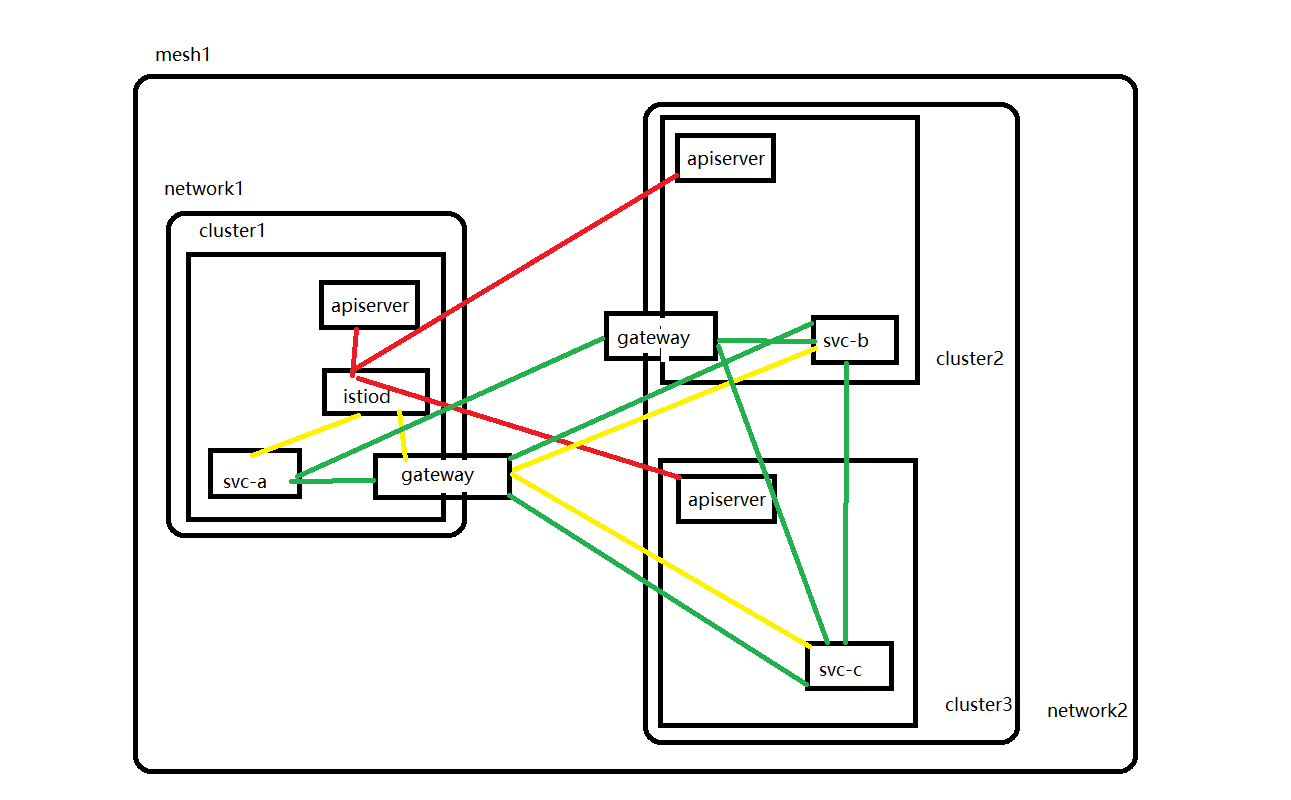 mesh1
network1
cluster1
apiserver
istiod
svc-a
gateway
apiserver
gateway
svc-b
cluster2
apiserver
svc-c
cluster3
network2